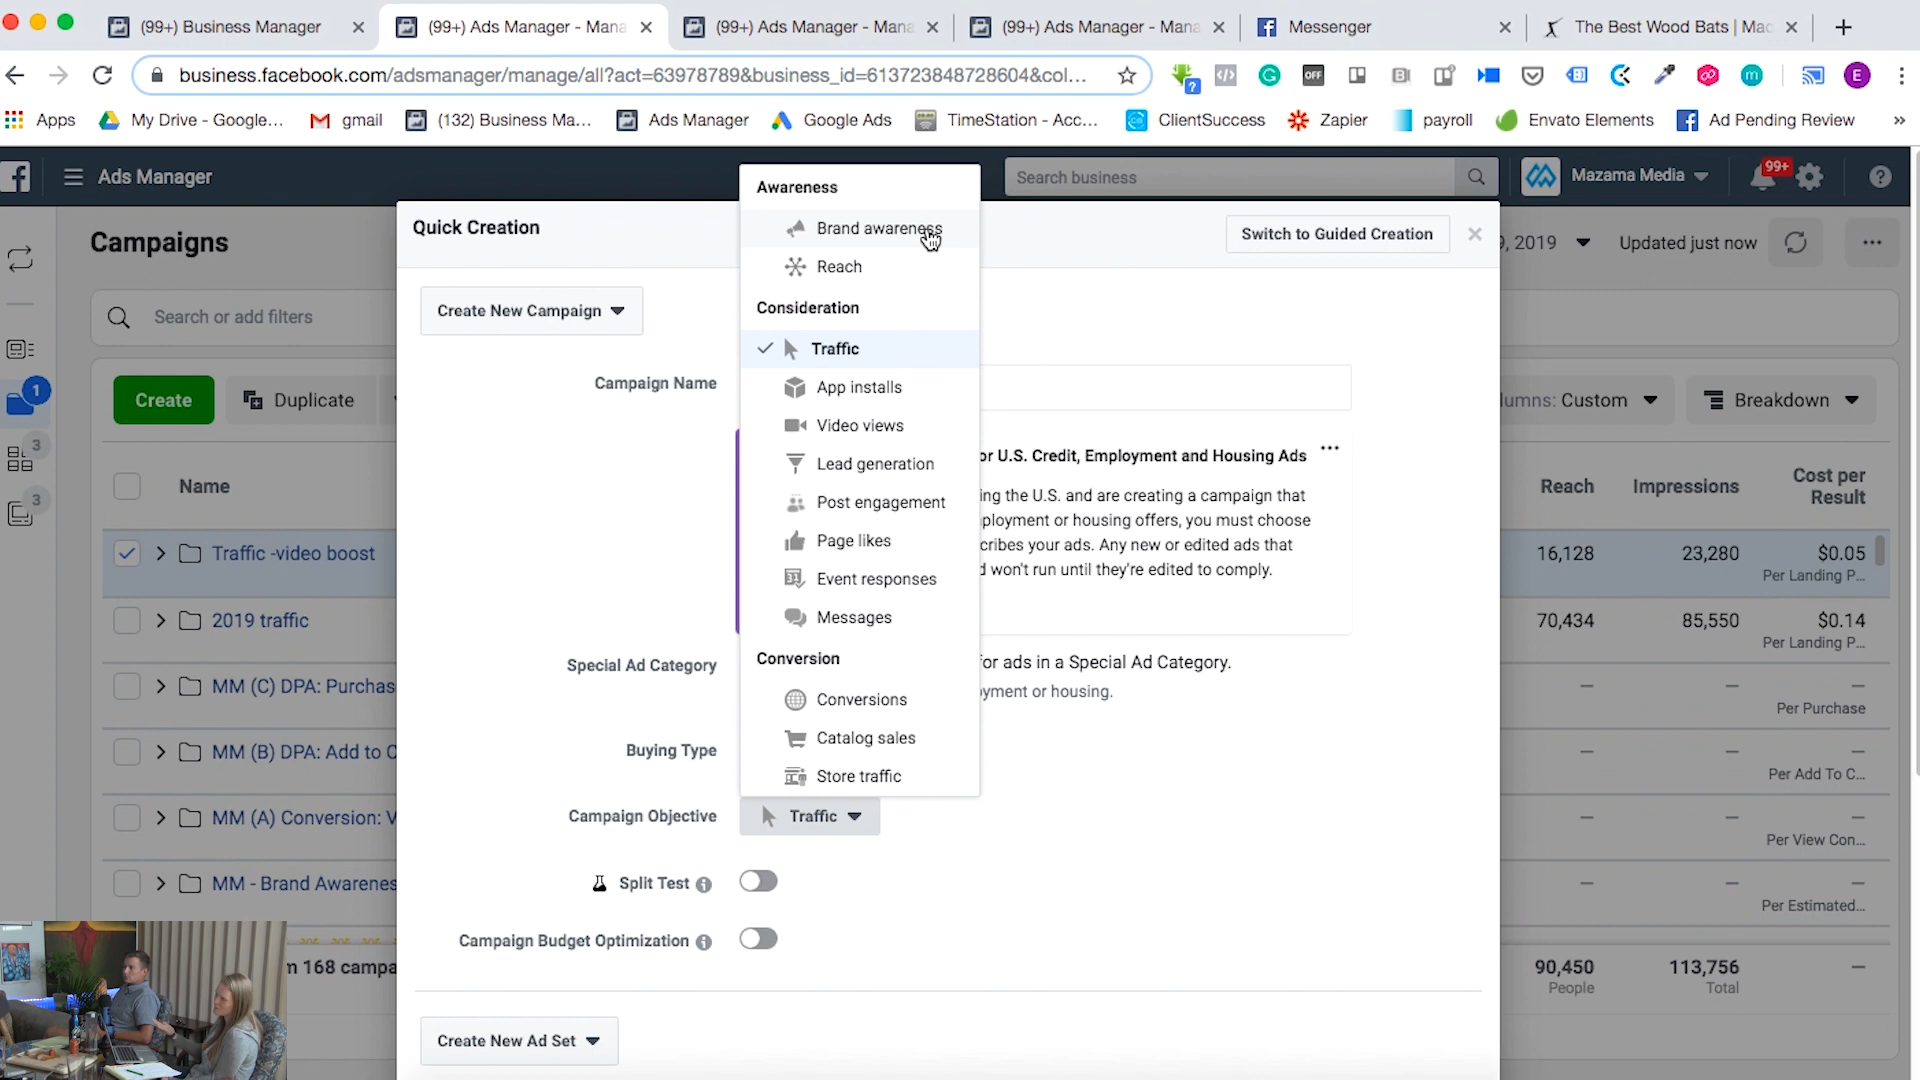 (99+) Business Manager
(99+) Ads Manager - Mana
(99+) Ads Manager - Mana
(99+) Ads Manager - Mana
Messenger
The Best Wood Bats | Mac
business.facebook.com/adsmanager/manage/all?act=63978789&business_id=613723848728604&col...
OFF
?
m
E
Apps
My Drive - Google...
gmail
(132) Business Ma...
Ads Manager
Google Ads
TimeStation - Acc...
ClientSuccess
Zapier
payroll
Envato Elements
Ad Pending Review
»
Ads Manager
Search business
Mazama Media
99+
Campaigns
9, 2019
Updated just now
Search or add filters
1
3
3
Create
Duplicate
umns: Custom
Breakdown
Name
Reach
Impressions
Cost per
Result
Traffic -video boost
16,128
23,280
$0.05
Per Landing P...
2019 traffic
70,434
85,550
$0.14
Per Landing P...
MM (C) DPA: Purchas
—
—
—
Per Purchase
MM (B) DPA: Add to C
—
—
—
Per Add To C...
MM (A) Conversion: V
—
—
—
Per View Con...
MM - Brand Awarenes
—
—
—
Per Estimated...
m 168 campa
90,450
People
113,756
Total
—
Quick Creation
Switch to Guided Creation
Create New Campaign
Campaign Name
or U.S. Credit, Employment and Housing Ads
ing the U.S. and are creating a campaign that
ployment or housing offers, you must choose
cribes your ads. Any new or edited ads that
d won't run until they're edited to comply.
Special Ad Category
for ads in a Special Ad Category.
yment or housing.
Buying Type
Campaign Objective
Traffic
Split Test
Campaign Budget Optimization
Create New Ad Set
Awareness
Brand awareness
Reach
Consideration
Traffic
App installs
Video views
Lead generation
Post engagement
Page likes
Event responses
Messages
Conversion
Conversions
Catalog sales
Store traffic